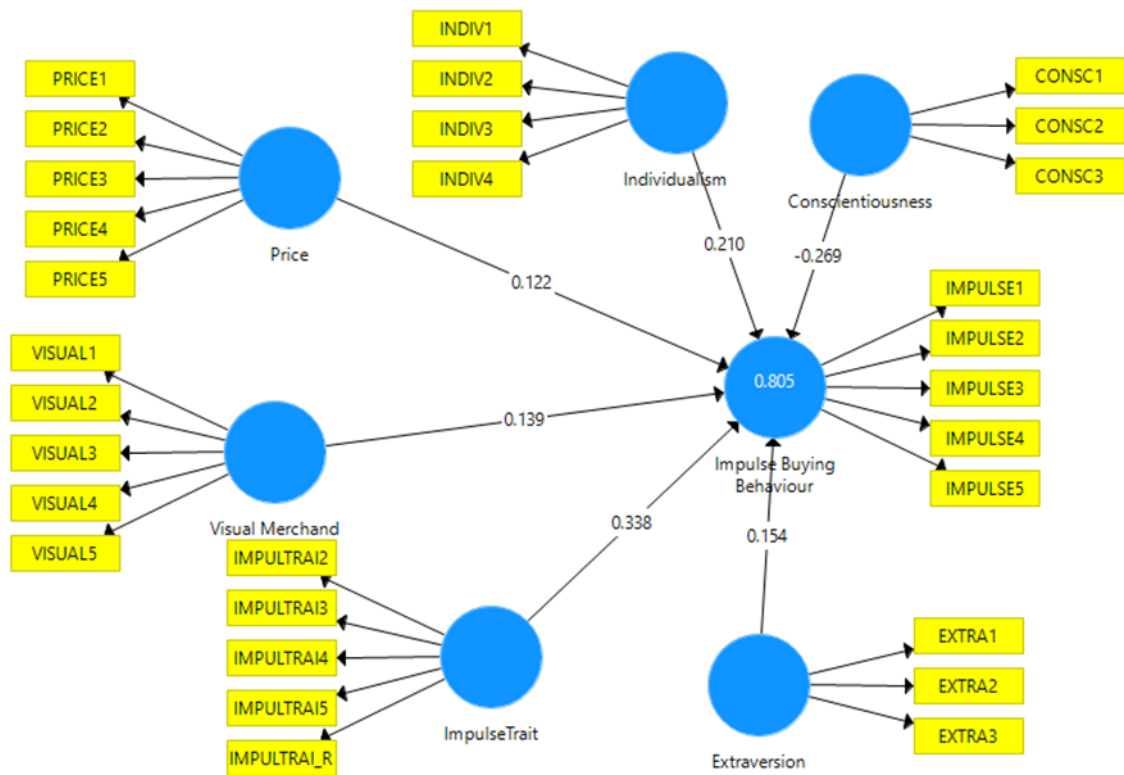 PRICE1
PRICE2
PRICE3
PRICE4
PRICE5
Price
INDIV1
INDIV2
INDIV3
INDIV4
Individualism
CONSC1
CONSC2
CONSC3
Conscientiousness
0.210
-0.269
0.122
VISUAL1
VISUAL2
VISUAL3
VISUAL4
VISUAL5
Visual Merchand
0.139
0.805
Impulse Buying
Behaviour
IMPULSE1
IMPULSE2
IMPULSE3
IMPULSE4
IMPULSE5
0.338
0.154
IMPULTRAI2
IMPULTRAI3
IMPULTRAI4
IMPULTRAI5
IMPULTRAI_R
ImpulseTrait
EXTRA1
EXTRA2
EXTRA3
Extraversion